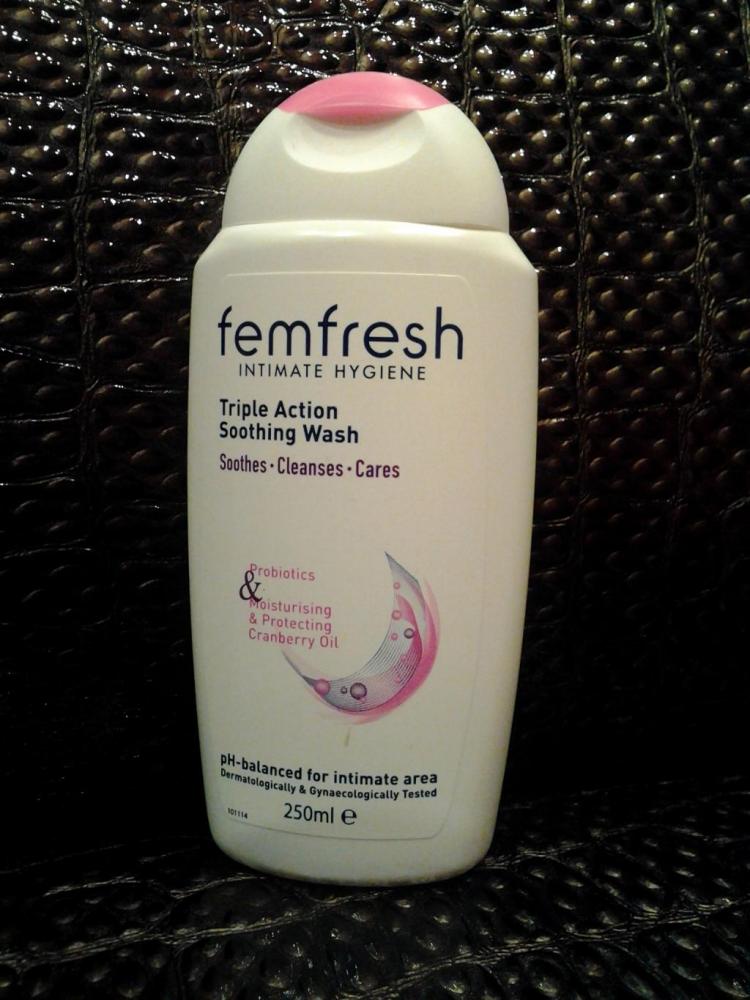 femfresh
INTIMATE HYGIENE
Triple Action
Soothing Wash
Soothes · Cleanses · Cares
Probiotics
&
Moisturising
& Protecting
Cranberry Oil
pH-balanced for intimate area
Dermatologically & Gynaecologically Tested
101114
250ml ℮